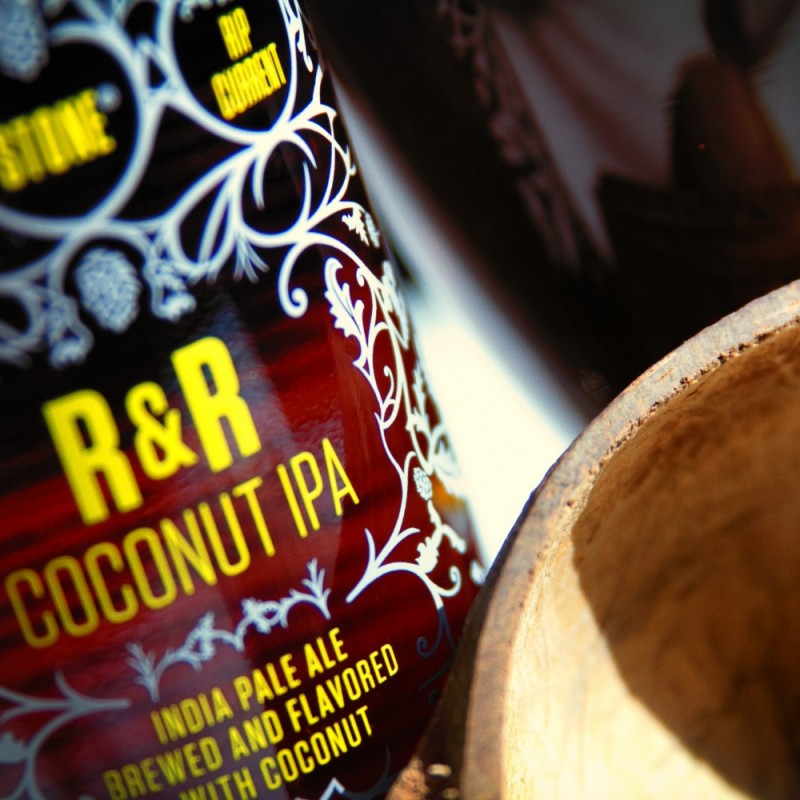 STONE®
RIP
CURRENT
R&R
COCONUT IPA
INDIA PALE ALE
BREWED AND FLAVORED
WITH COCONUT